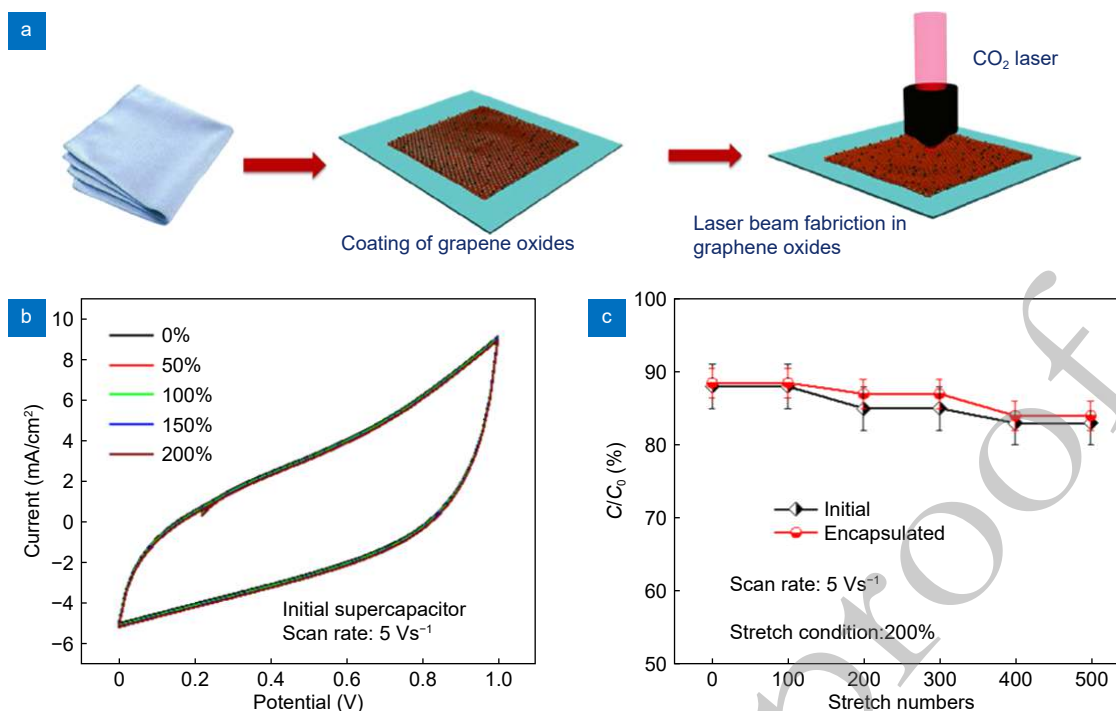 a
CO₂ laser
Coating of grapene oxides
Laser beam fabriction in
graphene oxides
b
10
8
6
4
2
0
−2
−4
−6
Current (mA/cm²)
0%
50%
100%
150%
200%
Initial supercapacitor
Scan rate: 5 Vs⁻¹
0 0.2 0.4 0.6 0.8 1.0
Potential (V)
c
100
90
80
70
60
50
C/C₀ (%)
Initial
Encapsulated
Scan rate: 5 Vs⁻¹
Stretch condition:200%
0 100 200 300 400 500
Stretch numbers
proof